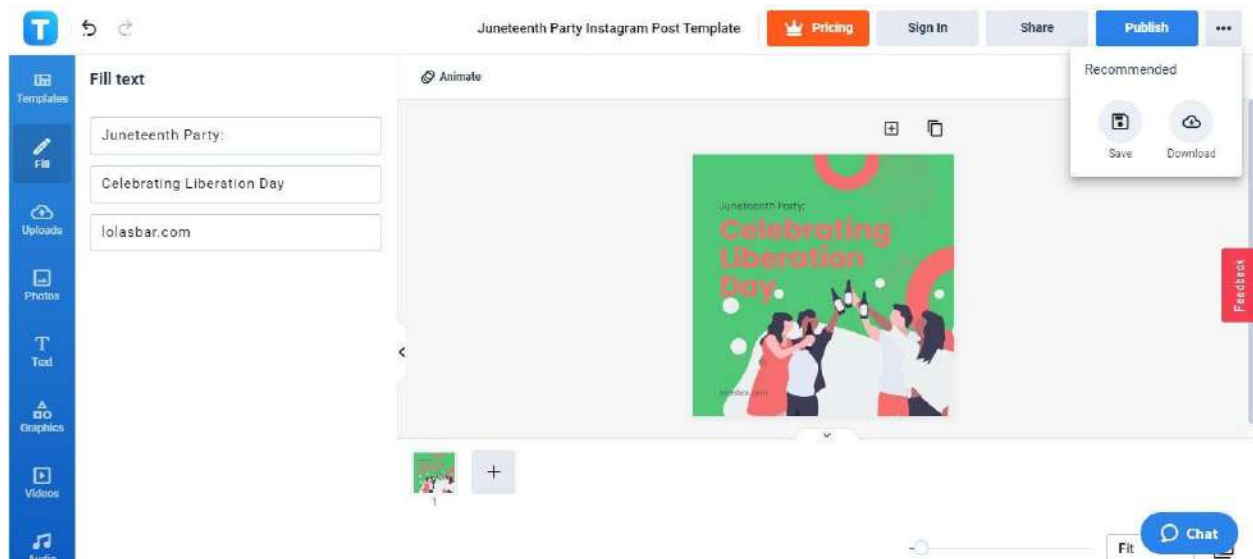 T
Juneteenth Party Instagram Post Template
Pricing
Sign In
Share
Publish
Recommended
Save
Download
Templates
Fill
Uploads
Photos
Text
Graphics
Videos
Audio
Fill text
Juneteenth Party:
Celebrating Liberation Day
lolasbar.com
Animate
Juneteenth Party:
Celebrating
Liberation
Day
Feedback
1
Fit
Chat